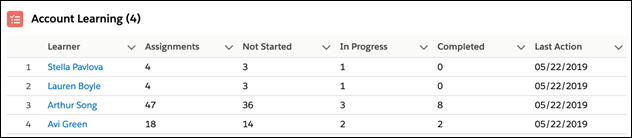 Account Learning (4)
Learner Assignments Not Started In Progress Completed Last Action
1 Stella Pavlova 4 3 1 0 05/22/2019
2 Lauren Boyle 4 3 1 0 05/22/2019
3 Arthur Song 47 36 3 8 05/22/2019
4 Avi Green 18 14 2 2 05/22/2019